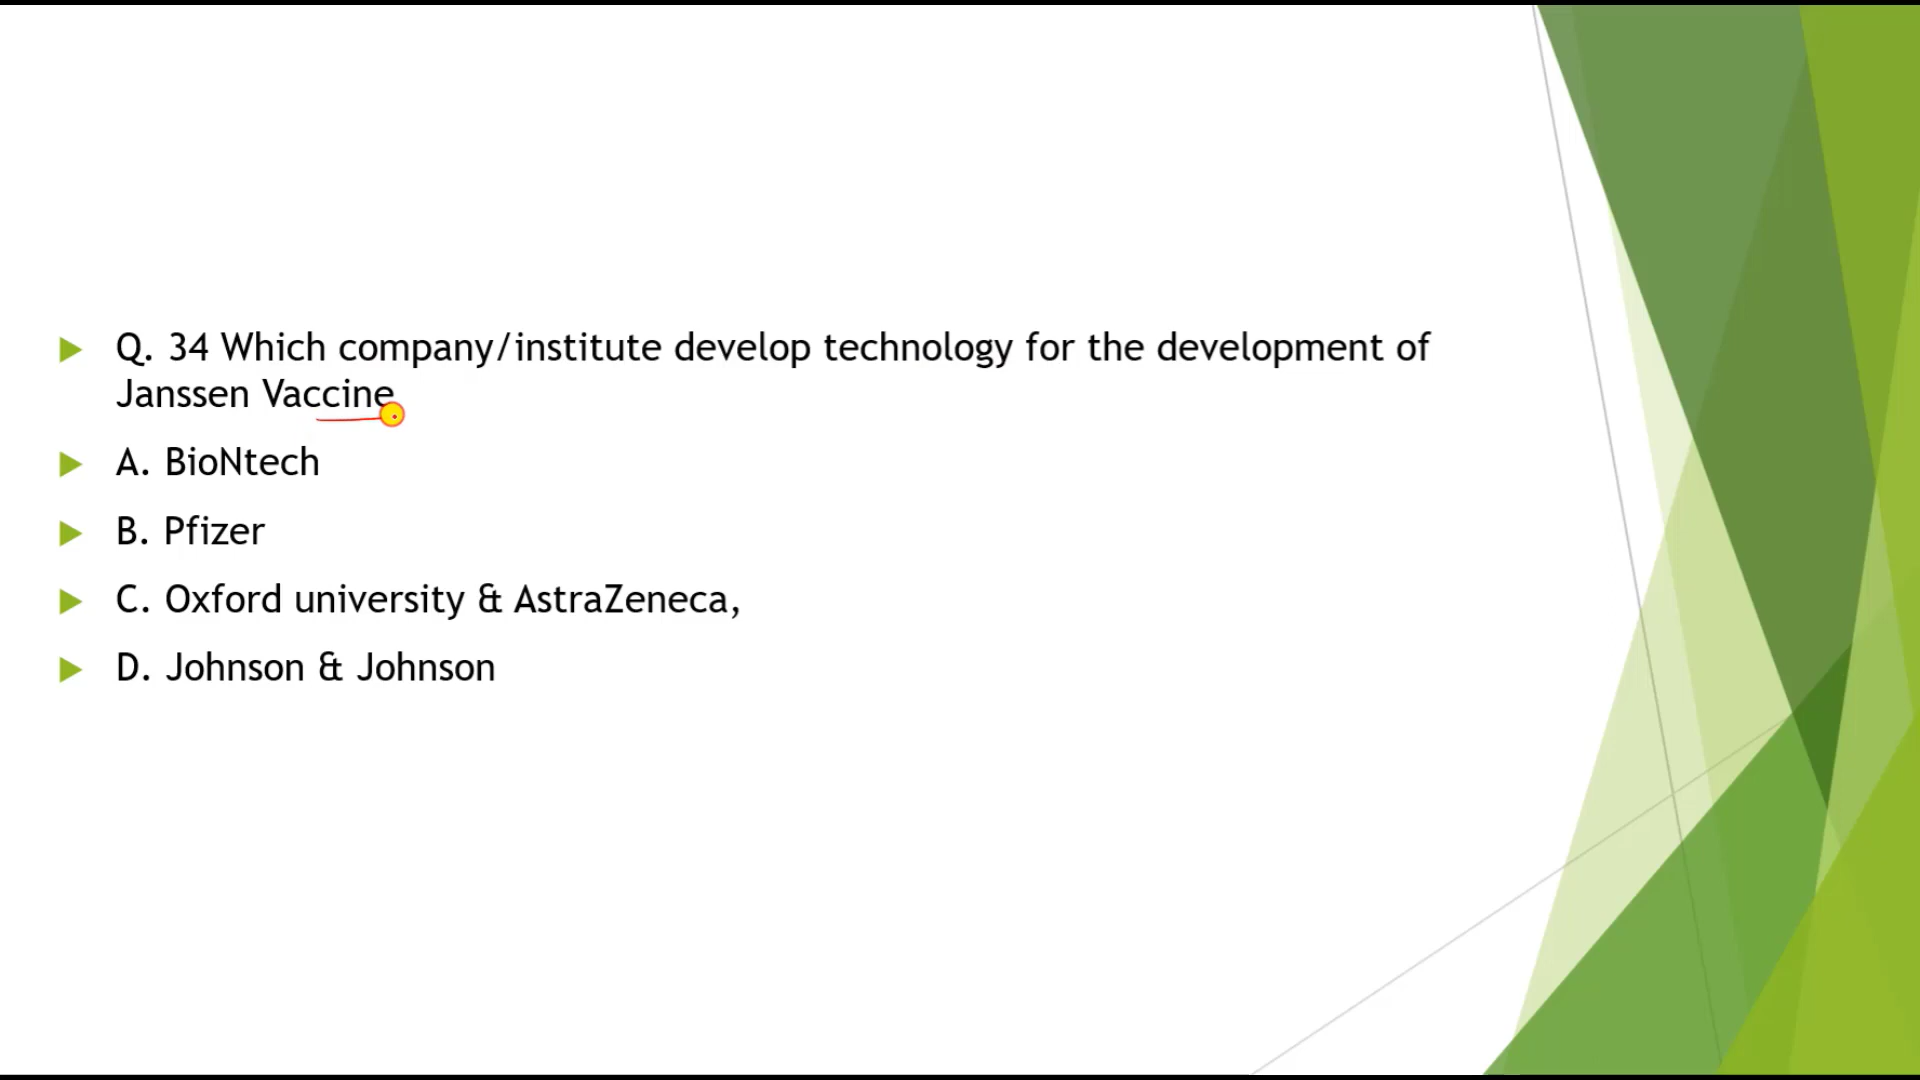 Q. 34 Which company/institute develop technology for the development of
Janssen Vaccine
A. BioNtech
B. Pfizer
C. Oxford university & AstraZeneca,
D. Johnson & Johnson